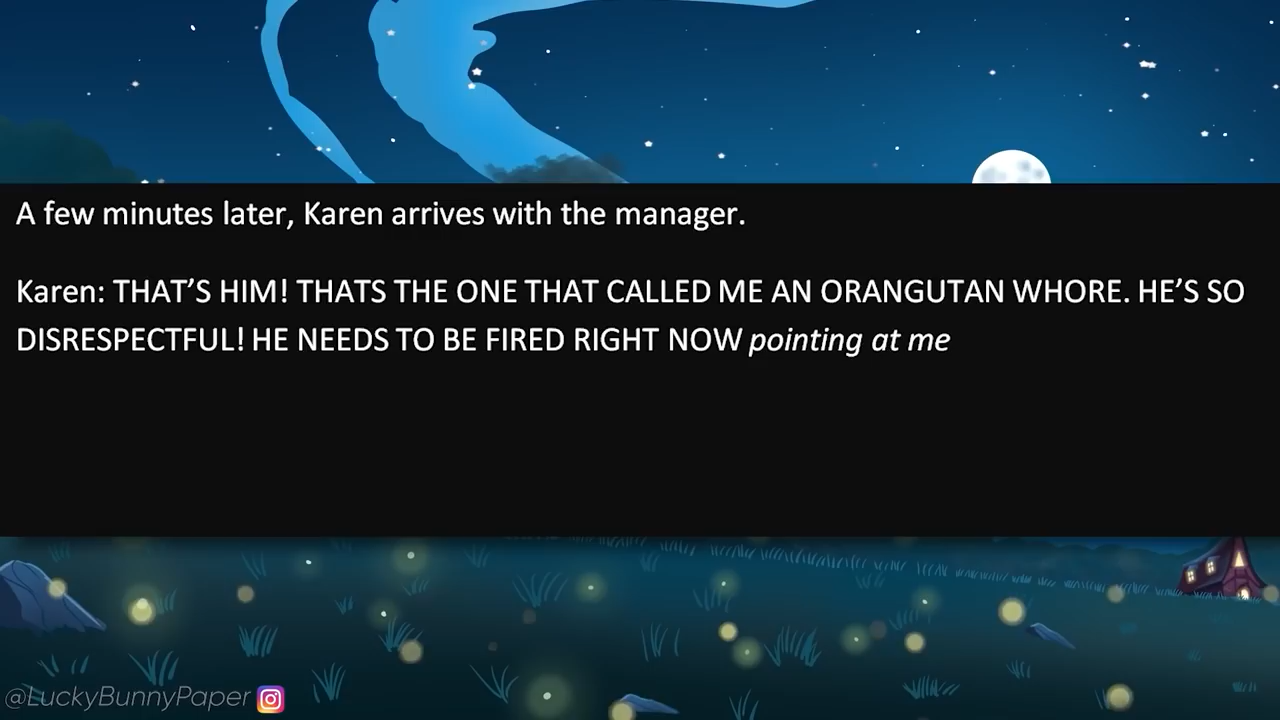 A few minutes later, Karen arrives with the manager.
Karen: THAT’S HIM! THATS THE ONE THAT CALLED ME AN ORANGUTAN WHORE. HE’S SO
DISRESPECTFUL! HE NEEDS TO BE FIRED RIGHT NOW pointing at me
@LuckyBunnyPaper